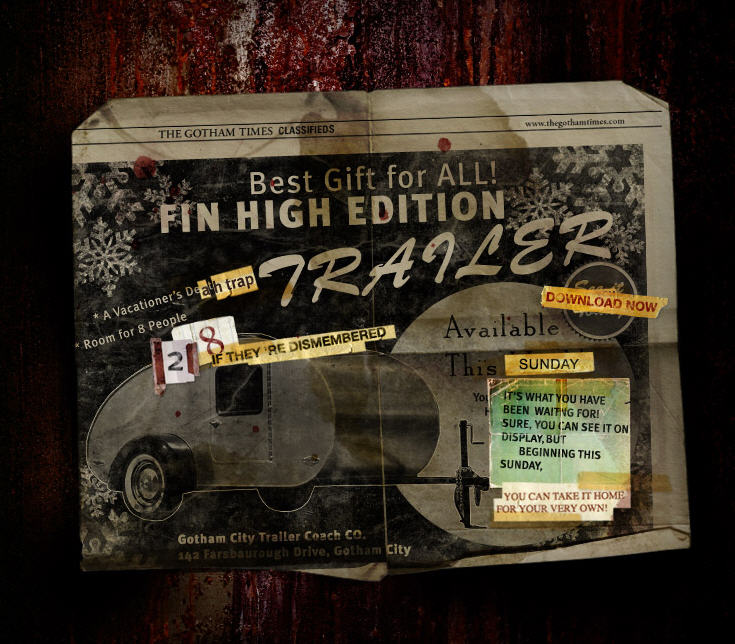 THE GOTHAM TIMES CLASSIFIEDS
www.thegothamtimes.com
Best Gift for ALL!
FIN HIGH EDITION
TRAILER
* A Vacationer's Death trap
* Room for 8 People
28 IF THEY'RE DISMEMBERED
DOWNLOAD NOW
Available
This SUNDAY
IT'S WHAT YOU HAVE
BEEN WAITNG FOR!
SURE, YOU CAN SEE IT ON
DISPLAY, BUT
BEGINNING THIS
SUNDAY,
YOU CAN TAKE IT HOME
FOR YOUR VERY OWN!
Gotham City Trailer Coach CO.
142 Farsbaurough Drive, Gotham City